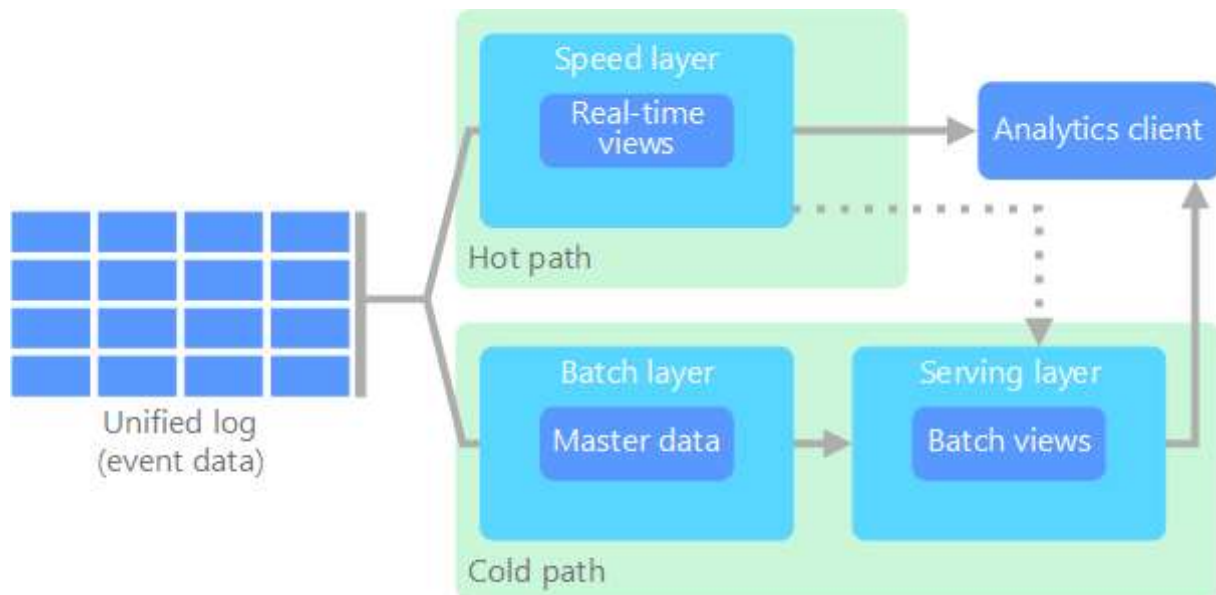 Speed layer
Real-time
views
Analytics client
Hot path
Unified log
(event data)
Batch layer
Master data
Serving layer
Batch views
Cold path